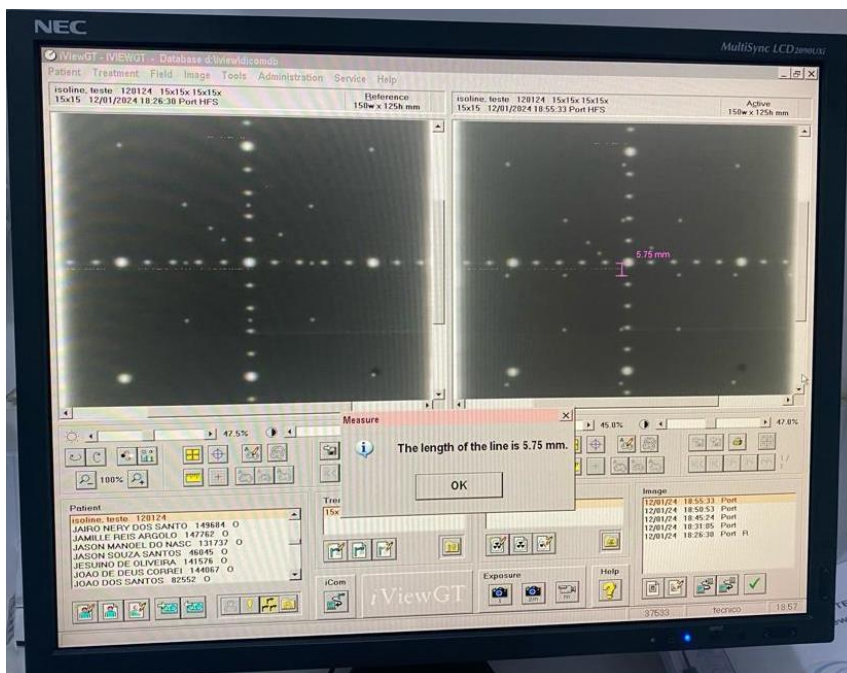 NEC
MultiSync LCD2090UXi
iViewGT - IVIEWGT - Database d:\iview\dicomdb
Patient Treatment Field Image Tools Administration Service Help
isoline, teste 120124 15x15x 15x15x
15x15 12/01/2024 18:26:30 Port HFS
Reference
150w x 125h mm
isoline, teste 120124 15x15x 15x15x
15x15 12/01/2024 18:55:33 Port HFS
Active
150w x 125h mm
5.75 mm
47.5%
45.0%
47.0%
Measure
The length of the line is 5.75 mm.
OK
100%
Patient
isoline, teste 120124
JAIRO NERY DOS SANTO 149684 O
JAMILLE REIS ARGOLO 147762 O
JASON MANOEL DO NASC 131737 O
JASON SOUZA SANTOS 46045 O
JESUINO DE OLIVEIRA 141576 O
JOAO DE DEUS CORREI 144067 O
JOAO DOS SANTOS 82552 O
15x
Image
12/01/24 18:55:33 Port
12/01/24 18:50:53 Port
12/01/24 18:45:24 Port
12/01/24 18:31:05 Port
12/01/24 18:26:30 Port R
iCom
iViewGT
Exposure
Help
37533
tecnico
18:57